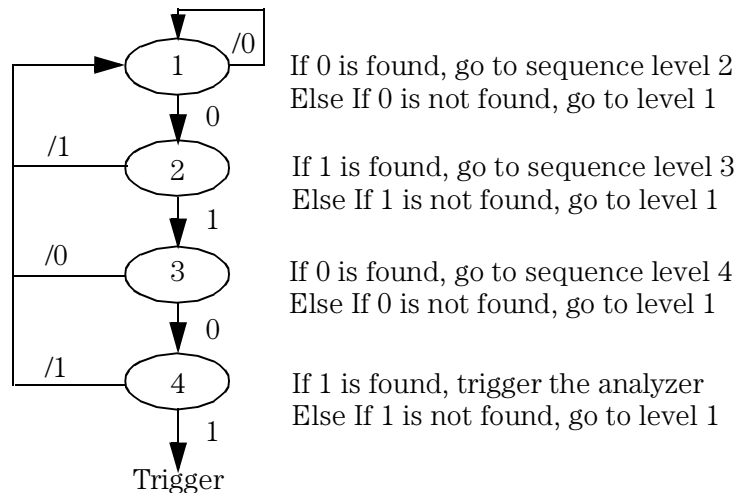 /0
1
If 0 is found, go to sequence level 2
Else If 0 is not found, go to level 1
0
/1
2
If 1 is found, go to sequence level 3
Else If 1 is not found, go to level 1
1
/0
3
If 0 is found, go to sequence level 4
Else If 0 is not found, go to level 1
0
/1
4
If 1 is found, trigger the analyzer
Else If 1 is not found, go to level 1
1
Trigger